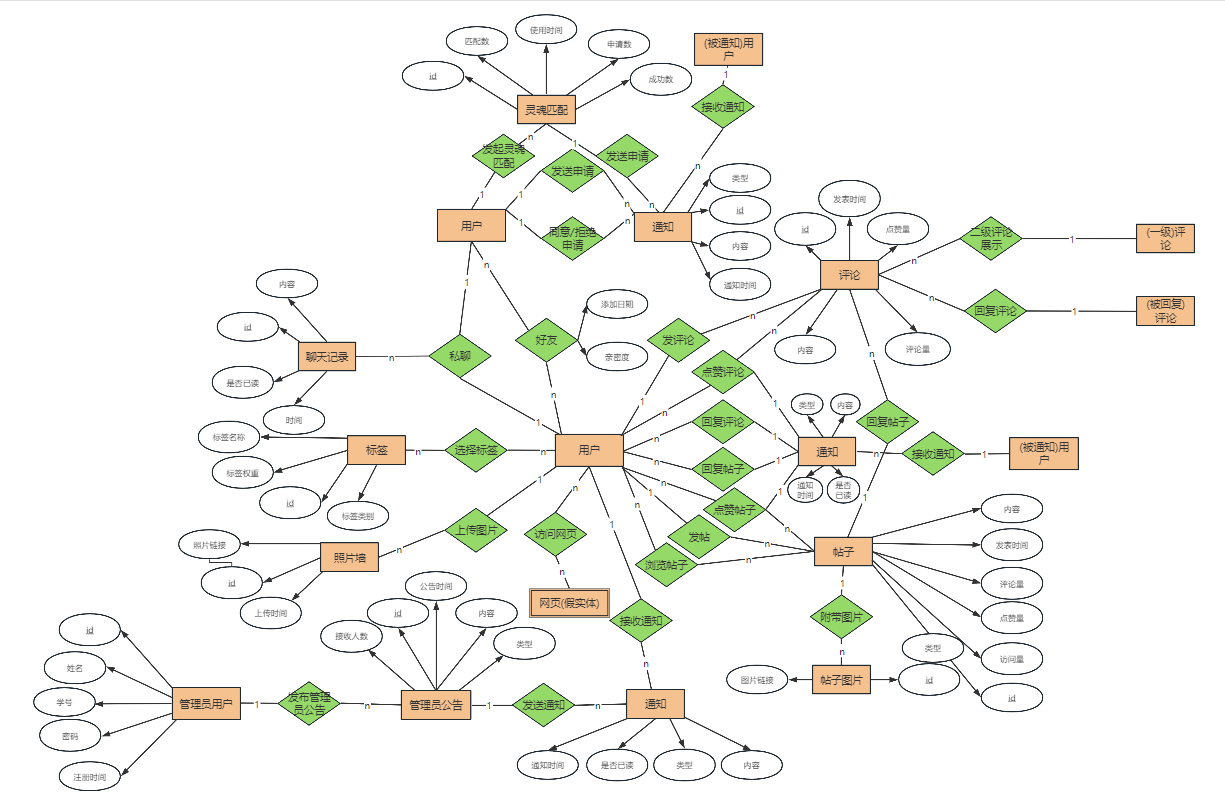 使用时间
匹配数
申请数
id
成功数
(被通知)用
户
灵魂匹配
1
接收通知
n
n
1
发起灵魂
匹配
发送申请
发送申请
1
1
n
n
用户
1
同意/拒绝
申请
n
通知
类型
id
内容
通知时间
发表时间
id
点赞量
评论
n
二级评论
展示
1
(一级)评
论
n
回复评论
1
(被回复)
评论
内容
评论量
n
1
n
内容
id
聊天记录
是否已读
时间
n
私聊
1
好友
n
添加日期
亲密度
发评论
n
1
点赞评论
n
n
1
标签名称
标签权重
标签
id
标签类别
n
选择标签
n
用户
n
回复评论
1
n
回复帖子
1
类型
内容
通知
通知
时间
是否
已读
n
接收通知
1
(被通知)用
户
n
回复帖子
1
照片链接
id
上传时间
照片墙
n
上传图片
1
n
访问网页
n
网页(假实体)
1
接收通知
n
n
点赞帖子
1
n
1
发帖
n
n
浏览帖子
n
帖子
内容
发表时间
评论量
点赞量
访问量
id
1
附带图片
n
类型
图片链接
帖子图片
id
公告时间
id
内容
接收人数
类型
id
姓名
学号
密码
注册时间
管理员用户
1
发布管理
员公告
n
管理员公告
1
发送通知
n
通知
通知时间
是否已读
类型
内容